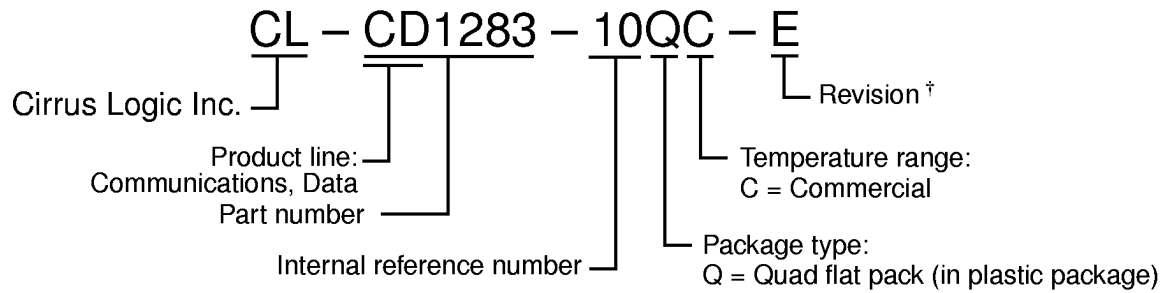 CL – CD1283 – 10QC – E
Revision †
Cirrus Logic Inc.
Product line:
Communications, Data
Temperature range:
C = Commercial
Part number
Package type:
Q = Quad flat pack (in plastic package)
Internal reference number